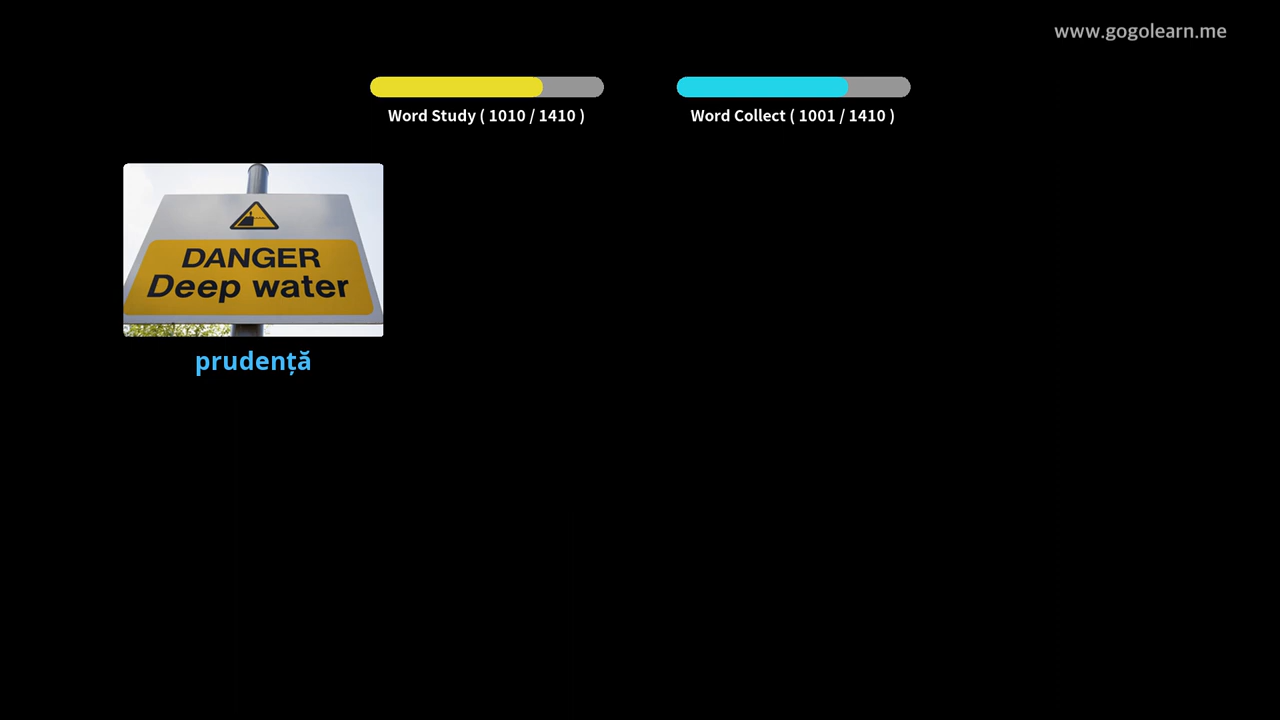 www.gogolearn.me
Word Study ( 1010 / 1410 )
Word Collect ( 1001 / 1410 )
DANGER
Deep water
prudență